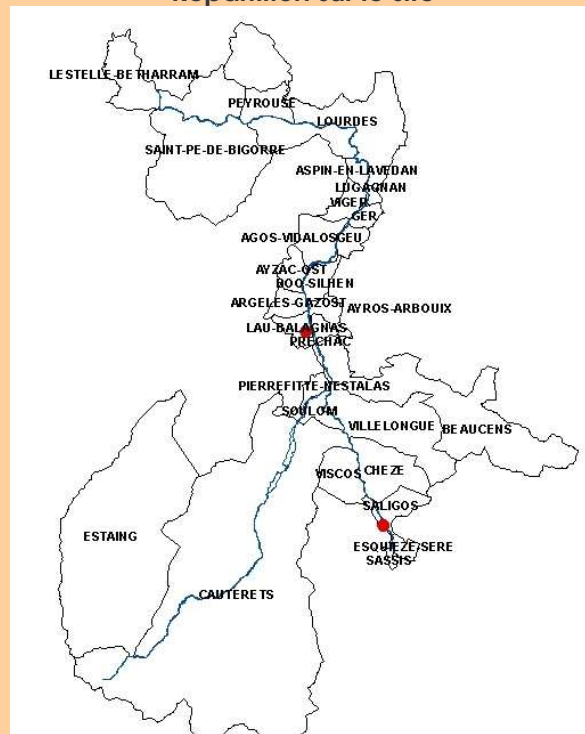 Répartition sur le site
LESTELLE-BETHARRAM
PEYROUSE
LOURDES
SAINT-PE-DE-BIGORRE
ASPIN-EN-LAVEDAN
LUGAGNAN
VIGER
GER
AGOS-VIDALOSGEU
AYZAC-OST
BOO-SILHEN
ARGELES-GAZOST
AYROS-ARBOUIX
LAU-BALAGNAS
PRECHAC
PIERREFITTE-NESTALAS
SOULOM
VILLELONGUE
BEAUCENS
VISCOS
CHEZE
SALIGOS
ESTAING
ESQUIEZE-SERE
SASSIS
CAUTERETS